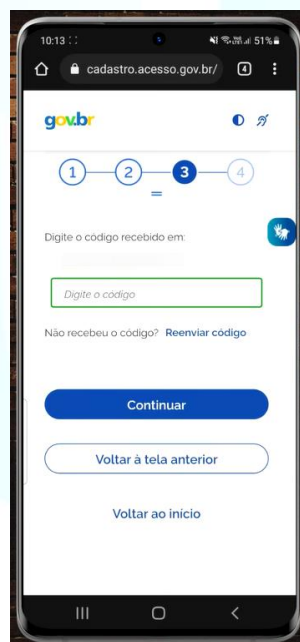 10:13 51%
cadastro.acesso.gov.br/ 4
gov.br
1 2 3 4
Digite o código recebido em:
Digite o código
Não recebeu o código? Reenviar código
Continuar
Voltar à tela anterior
Voltar ao início